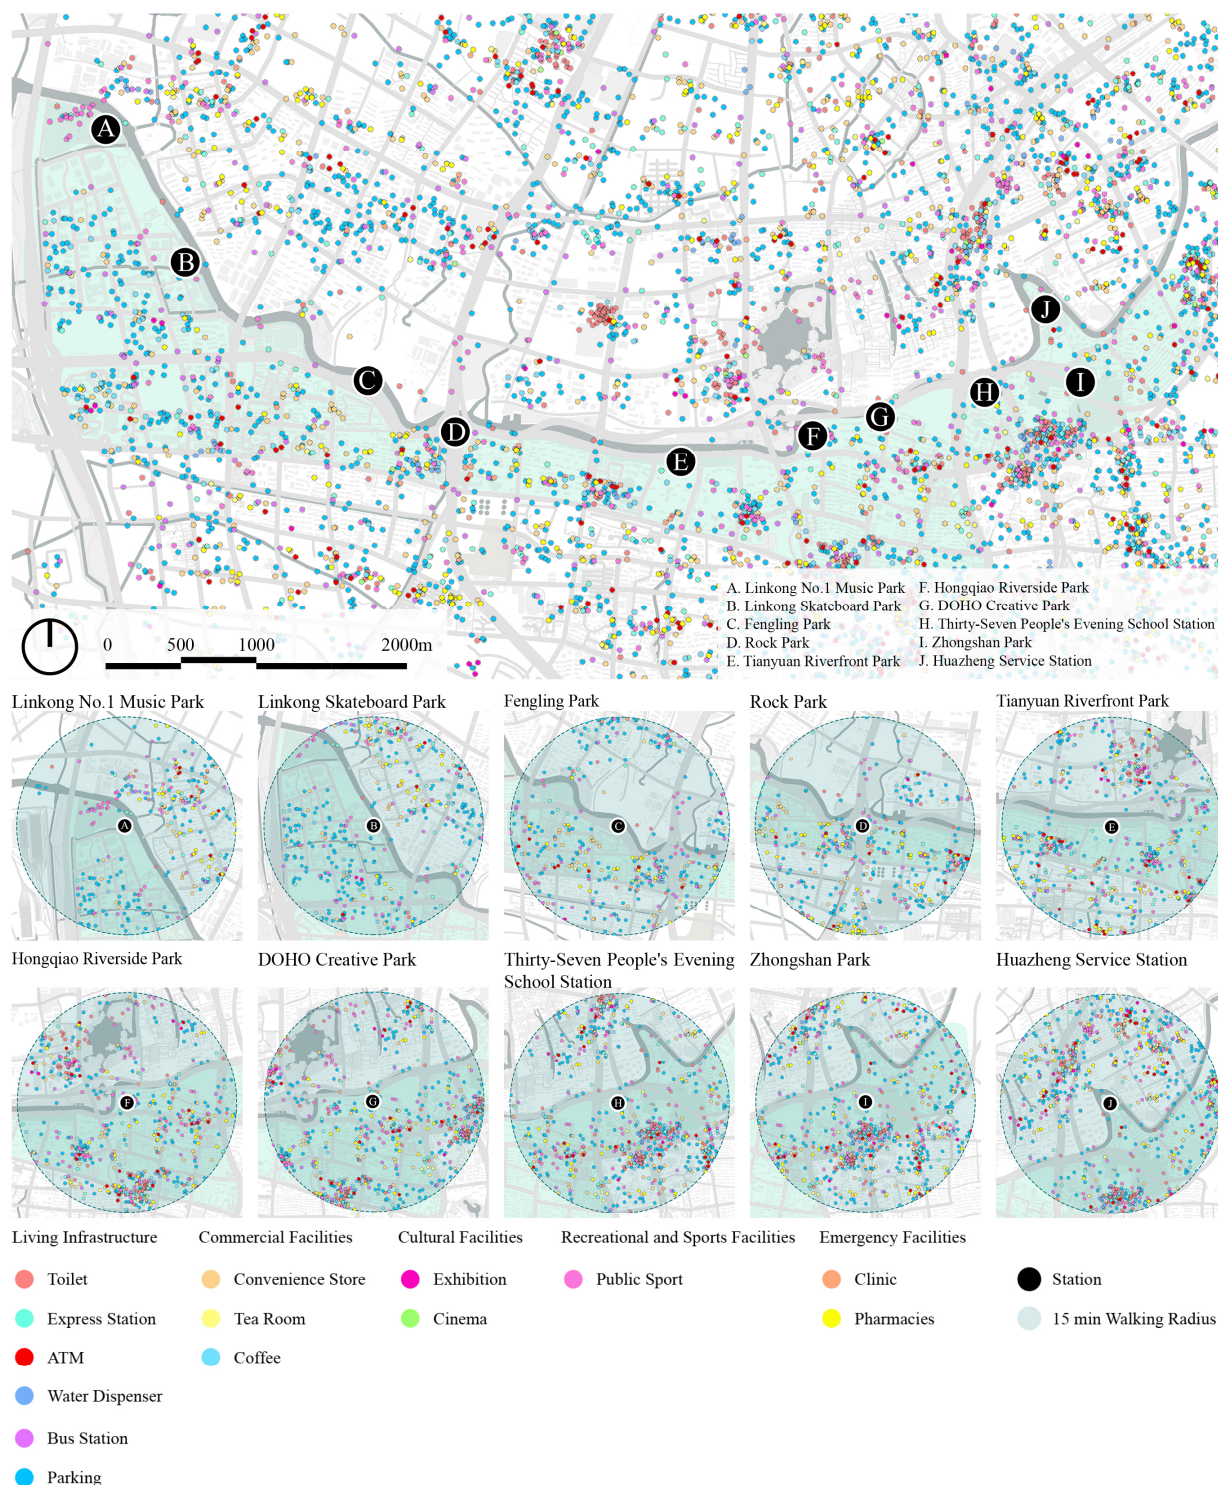 A
B
C
D
E
F
G
H
I
J
0 500 1000 2000m
A. Linkong No.1 Music Park F. Hongqiao Riverside Park
B. Linkong Skateboard Park G. DOHO Creative Park
C. Fengling Park H. Thirty-Seven People's Evening School Station
D. Rock Park I. Zhongshan Park
E. Tianyuan Riverfront Park J. Huazheng Service Station
Linkong No.1 Music Park
Linkong Skateboard Park
Fengling Park
Rock Park
Tianyuan Riverfront Park
A
B
C
D
E
Hongqiao Riverside Park
DOHO Creative Park
Thirty-Seven People's Evening
School Station
Zhongshan Park
Huazheng Service Station
F
G
H
I
J
Living Infrastructure
Toilet
Express Station
ATM
Water Dispenser
Bus Station
Parking
Commercial Facilities
Convenience Store
Tea Room
Coffee
Cultural Facilities
Exhibition
Cinema
Recreational and Sports Facilities
Public Sport
Emergency Facilities
Clinic
Pharmacies
Station
15 min Walking Radius